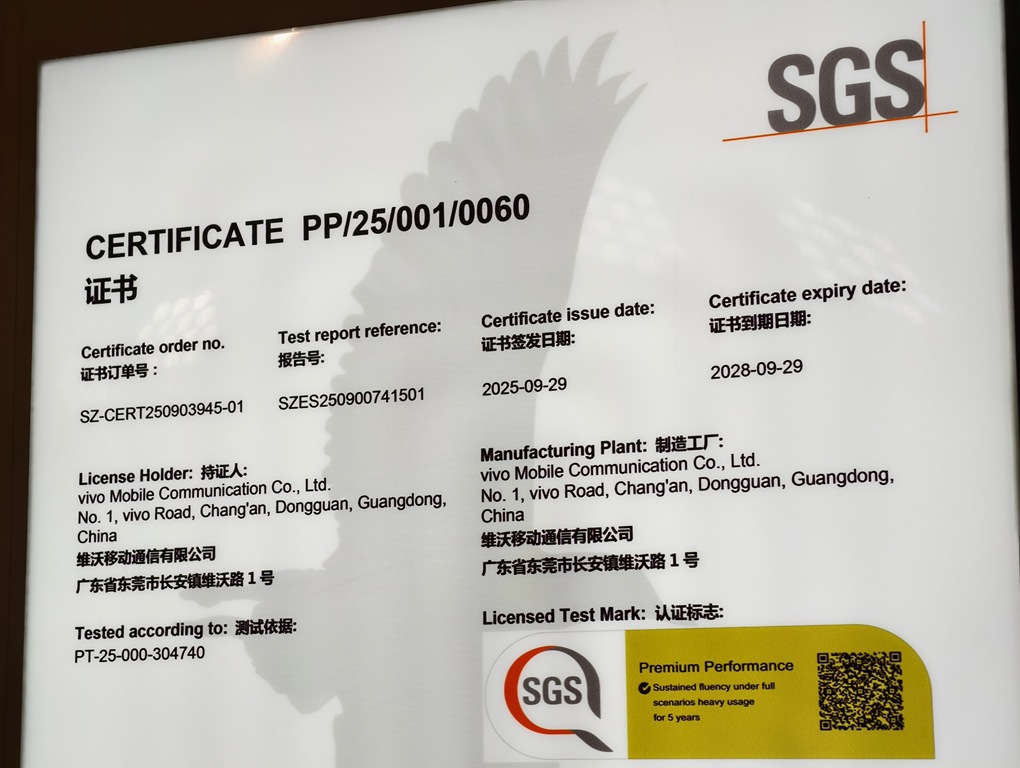 SGS
CERTIFICATE PP/25/001/0060
证书
Certificate order no.
证书订单号：
SZ-CERT250903945-01
Test report reference:
报告号:
SZES250900741501
Certificate issue date:
证书签发日期:
2025-09-29
Certificate expiry date:
证书到期日期:
2028-09-29
License Holder: 持证人:
vivo Mobile Communication Co., Ltd.
No. 1, vivo Road, Chang'an, Dongguan, Guangdong,
China
维沃移动通信有限公司
广东省东莞市长安镇维沃路 1 号
Manufacturing Plant: 制造工厂:
vivo Mobile Communication Co., Ltd.
No. 1, vivo Road, Chang'an, Dongguan, Guangdong,
China
维沃移动通信有限公司
广东省东莞市长安镇维沃路 1 号
Tested according to: 测试依据:
PT-25-000-304740
Licensed Test Mark: 认证标志:
SGS
Premium Performance
Sustained fluency under full
scenarios heavy usage
for 5 years